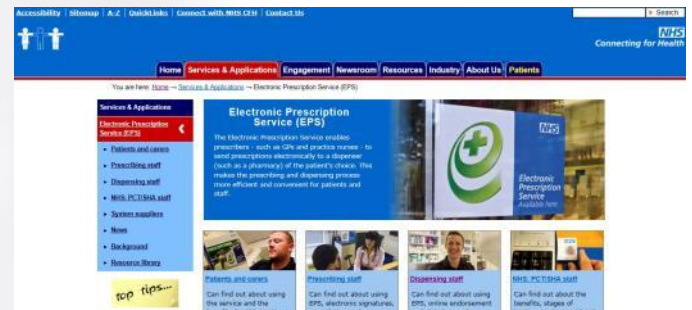 Accessibility | Sitemap | A-Z | QuickLinks | Connect with NHS CFH | Contact Us
Search
NHS
Connecting for Health
Home Services & Applications Engagement Newsroom Resources Industry About Us Patients
You are here: Home → Services & Applications → Electronic Prescription Service (EPS)
Services & Applications
Electronic Prescription
Service (EPS)
Patients and carers
Prescribing staff
Dispensing staff
NHS: PCT/SHA staff
System suppliers
News
Background
Resource library
top tips...
Electronic Prescription
Service (EPS)
The Electronic Prescription Service enables
prescribers - such as GPs and practice nurses - to
send prescriptions electronically to a dispenser
(such as a pharmacy) of the patient's choice. This
makes the prescribing and dispensing process
more efficient and convenient for patients and
staff.
NHS
Electronic
Prescription
Service
Available here
Patients and carers
Can find out about using
the service and the
Prescribing staff
Can find out about using
EPS, electronic signatures,
Dispensing staff
Can find out about using
EPS, online endorsement
NHS: PCT/SHA staff
Can find out about the
benefits, stages of